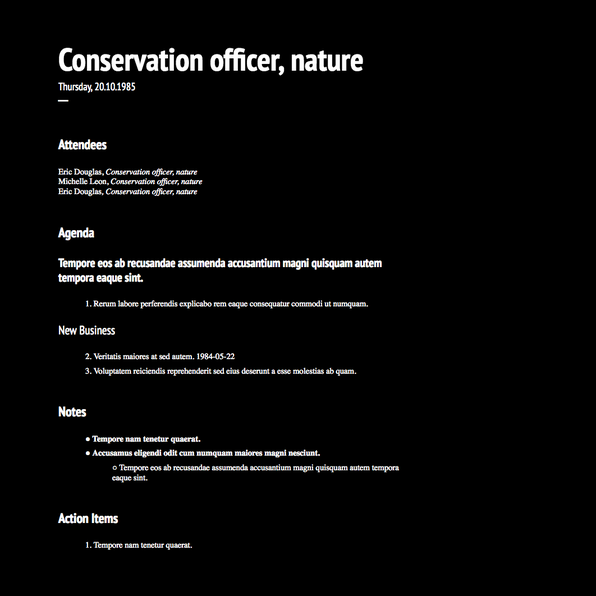 Conservation officer, nature
Thursday, 20.10.1985
Attendees
Eric Douglas, Conservation officer, nature
Michelle Leon, Conservation officer, nature
Eric Douglas, Conservation officer, nature
Agenda
Tempore eos ab recusandae assumenda accusantium magni quisquam autem
tempora eaque sint.
1. Rerum labore perferendis explicabo rem eaque consequatur commodi ut numquam.
New Business
2. Veritatis maiores at sed autem. 1984-05-22
3. Voluptatem reiciendis reprehenderit sed eius deserunt a esse molestias ab quam.
Notes
● Tempore nam tenetur quaerat.
● Accusamus eligendi odit cum numquam maiores magni nesciunt.
○ Tempore eos ab recusandae assumenda accusantium magni quisquam autem tempora
eaque sint.
Action Items
1. Tempore nam tenetur quaerat.